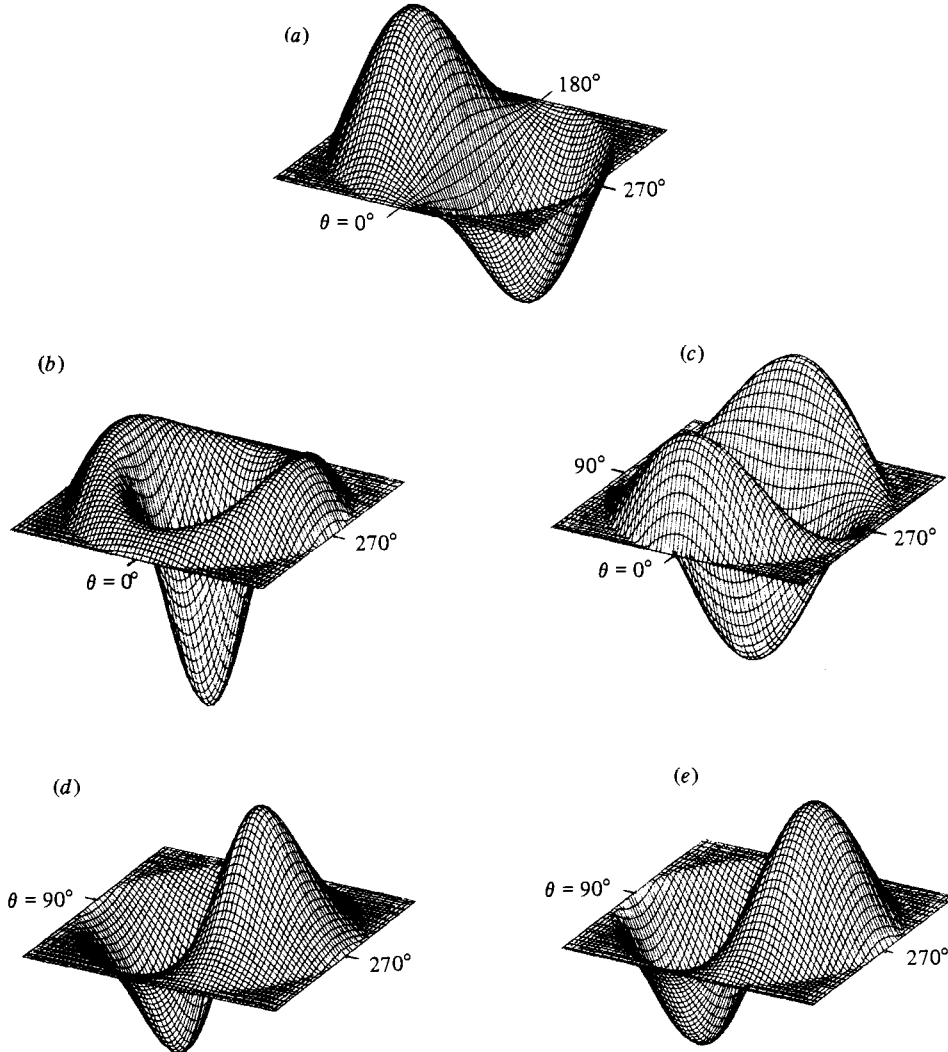 (a)
180°
270°
θ = 0°
(b)
270°
θ = 0°
(c)
90°
270°
θ = 0°
(d)
θ = 90°
270°
(e)
θ = 90°
270°